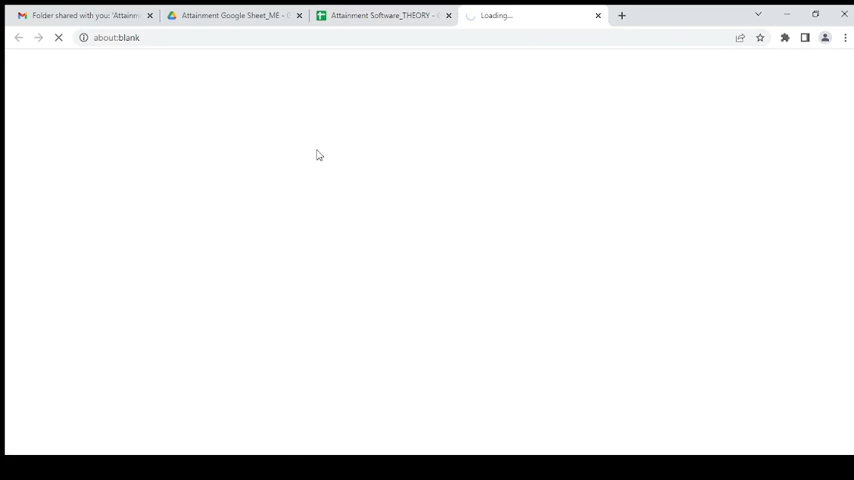 Folder shared with you: 'Attainm
Attainment Google Sheet_ME - G
Attainment Software_THEORY - G
Loading...
about:blank